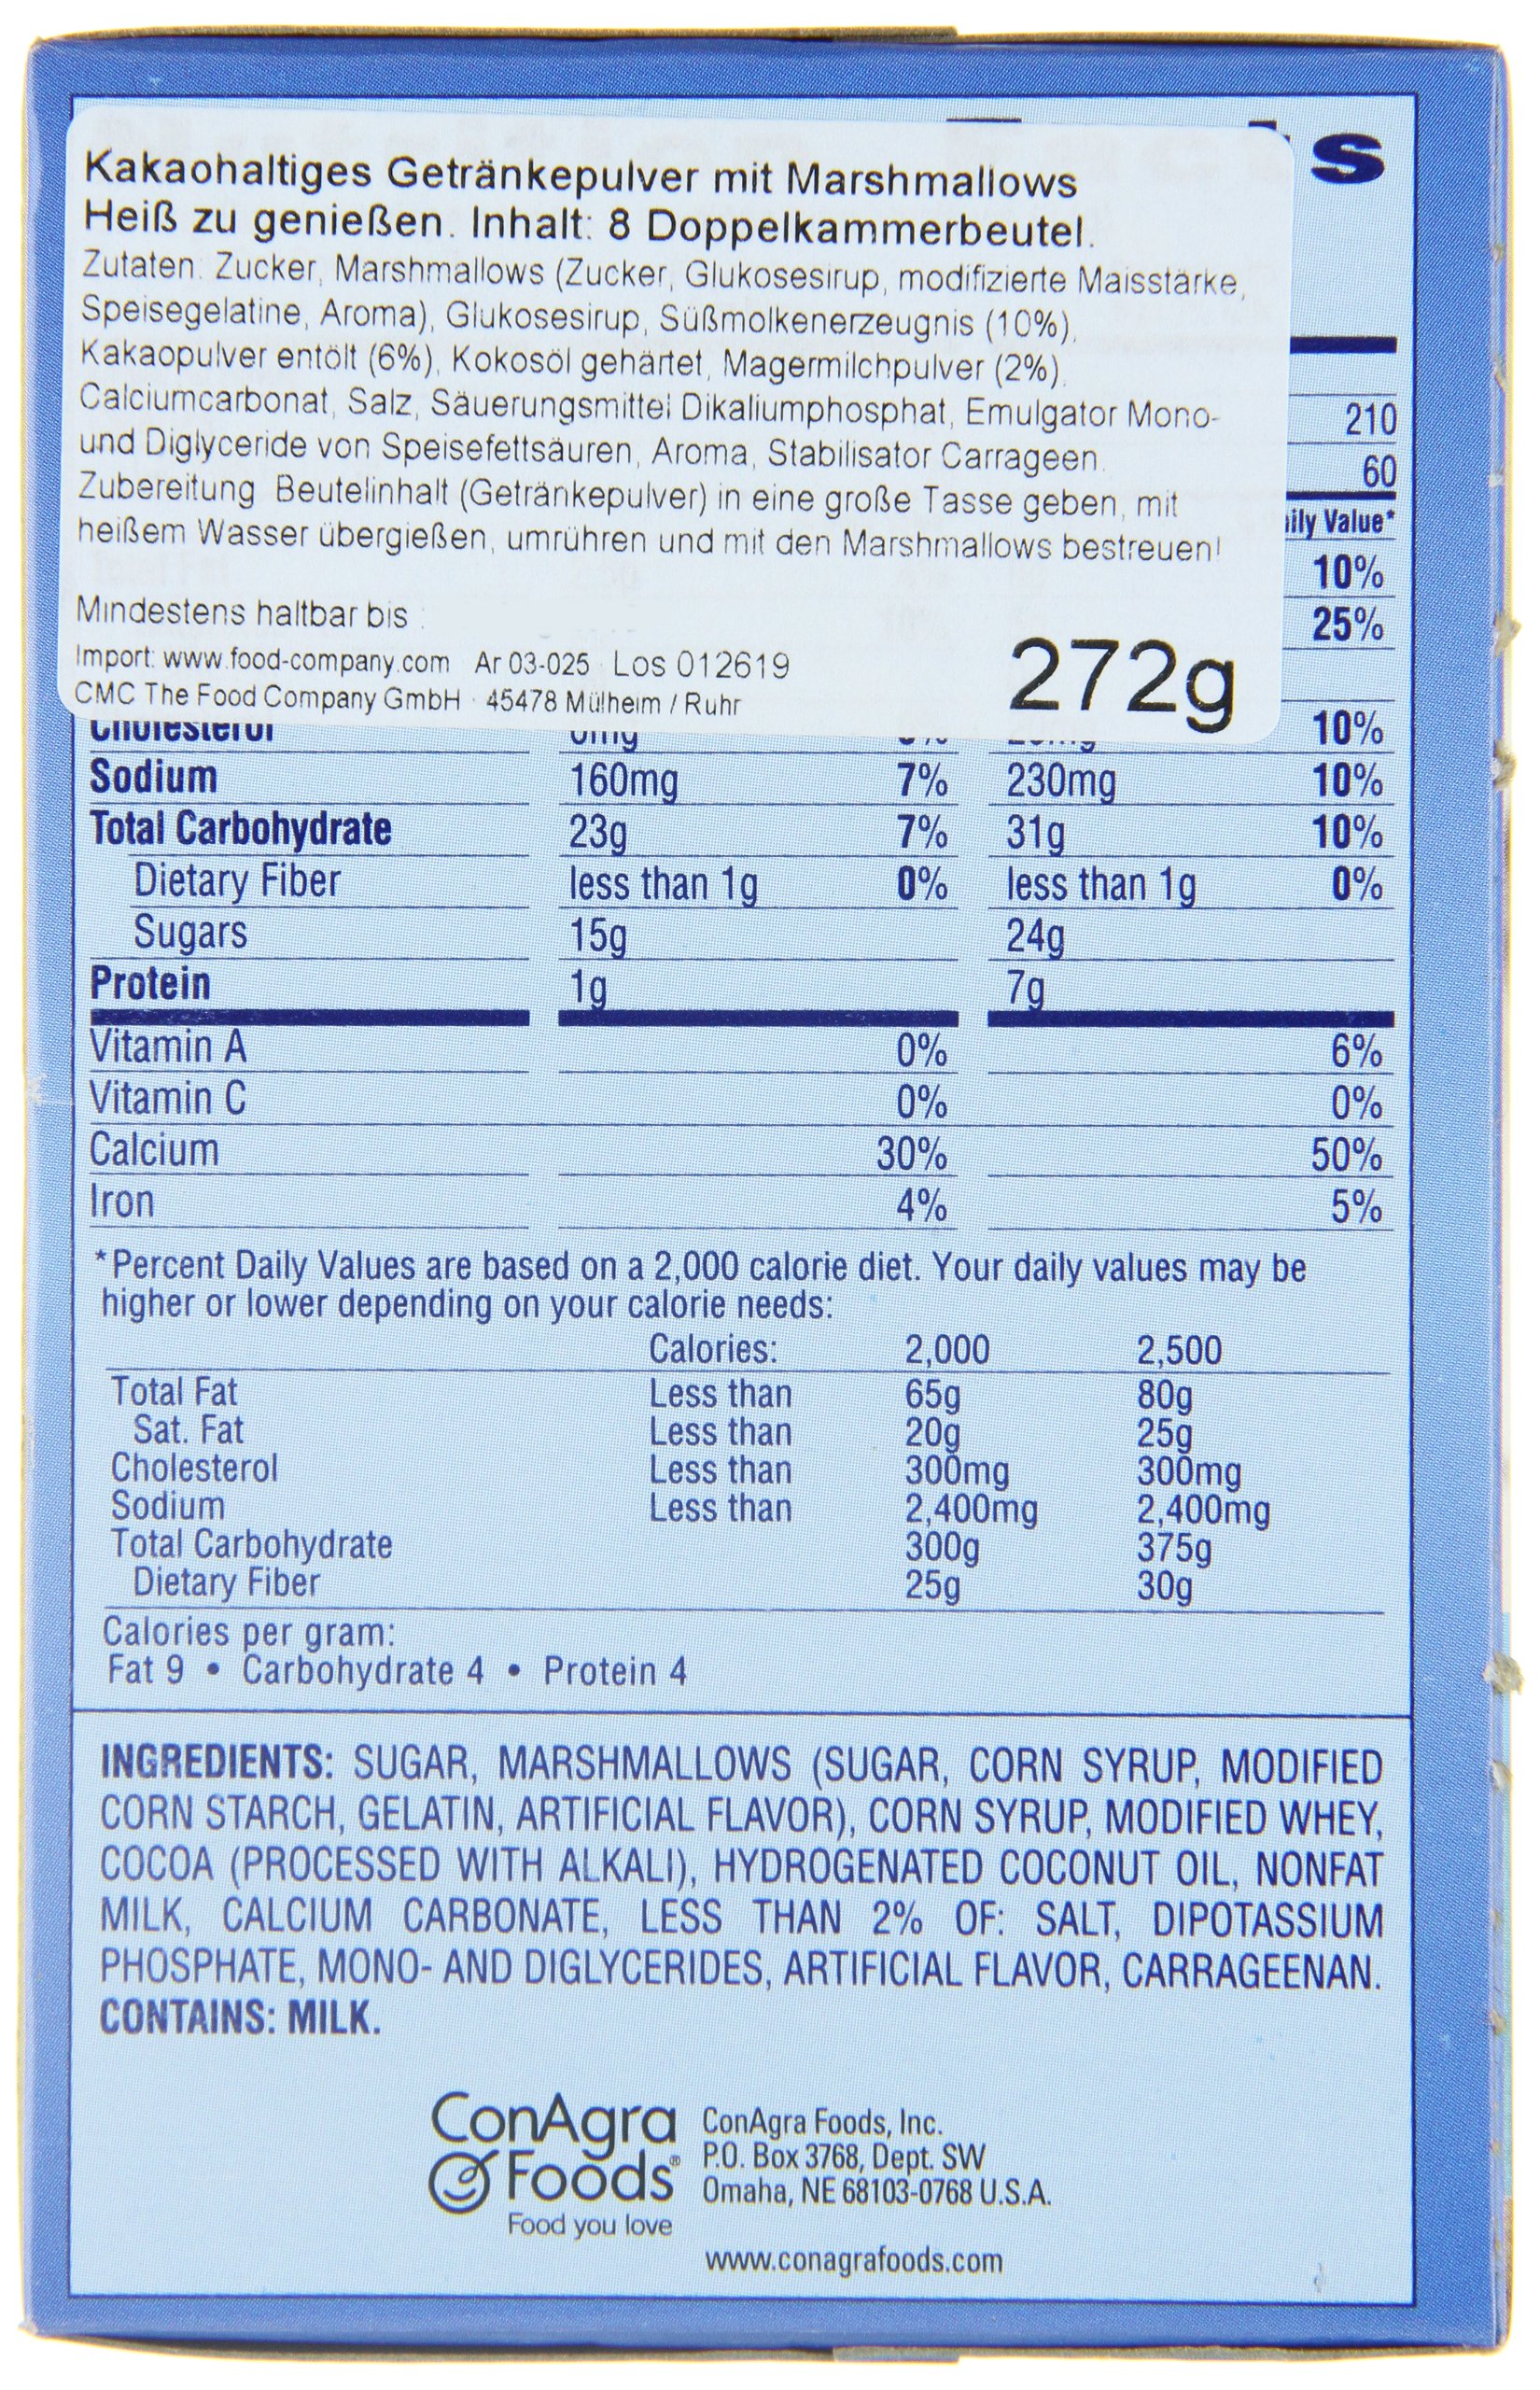 s
Kakaohaltiges Getränkepulver mit Marshmallows
Heiß zu genießen. Inhalt: 8 Doppelkammerbeutel.
Zutaten: Zucker, Marshmallows (Zucker, Glukosesirup, modifizierte Maisstärke,
Speisegelatine, Aroma), Glukosesirup, Süßmolkenerzeugnis (10%),
Kakaopulver entölt (6%), Kokosöl gehärtet, Magermilchpulver (2%),
Calciumcarbonat, Salz, Säuerungsmittel Dikaliumphosphat, Emulgator Mono-
und Diglyceride von Speisefettsäuren, Aroma, Stabilisator Carrageen.
Zubereitung: Beutelinhalt (Getränkepulver) in eine große Tasse geben, mit
heißem Wasser übergießen, umrühren und mit den Marshmallows bestreuen!
Mindestens haltbar bis :
Import: www.food-company.com Ar 03-025 · Los 012619
CMC The Food Company GmbH · 45478 Mülheim / Ruhr
272g
210
60
ily Value*
10%
25%
Cholesterol 0mg 10%
Sodium 160mg 7% 230mg 10%
Total Carbohydrate 23g 7% 31g 10%
Dietary Fiber less than 1g 0% less than 1g 0%
Sugars 15g 24g
Protein 1g 7g
Vitamin A 0% 6%
Vitamin C 0% 0%
Calcium 30% 50%
Iron 4% 5%
*Percent Daily Values are based on a 2,000 calorie diet. Your daily values may be
higher or lower depending on your calorie needs:
Calories: 2,000 2,500
Total Fat Less than 65g 80g
Sat. Fat Less than 20g 25g
Cholesterol Less than 300mg 300mg
Sodium Less than 2,400mg 2,400mg
Total Carbohydrate 300g 375g
Dietary Fiber 25g 30g
Calories per gram:
Fat 9 • Carbohydrate 4 • Protein 4
INGREDIENTS: SUGAR, MARSHMALLOWS (SUGAR, CORN SYRUP, MODIFIED
CORN STARCH, GELATIN, ARTIFICIAL FLAVOR), CORN SYRUP, MODIFIED WHEY,
COCOA (PROCESSED WITH ALKALI), HYDROGENATED COCONUT OIL, NONFAT
MILK, CALCIUM CARBONATE, LESS THAN 2% OF: SALT, DIPOTASSIUM
PHOSPHATE, MONO- AND DIGLYCERIDES, ARTIFICIAL FLAVOR, CARRAGEENAN.
CONTAINS: MILK.
ConAgra
Foods®
Food you love
ConAgra Foods, Inc.
P.O. Box 3768, Dept. SW
Omaha, NE 68103-0768 U.S.A.
www.conagrafoods.com